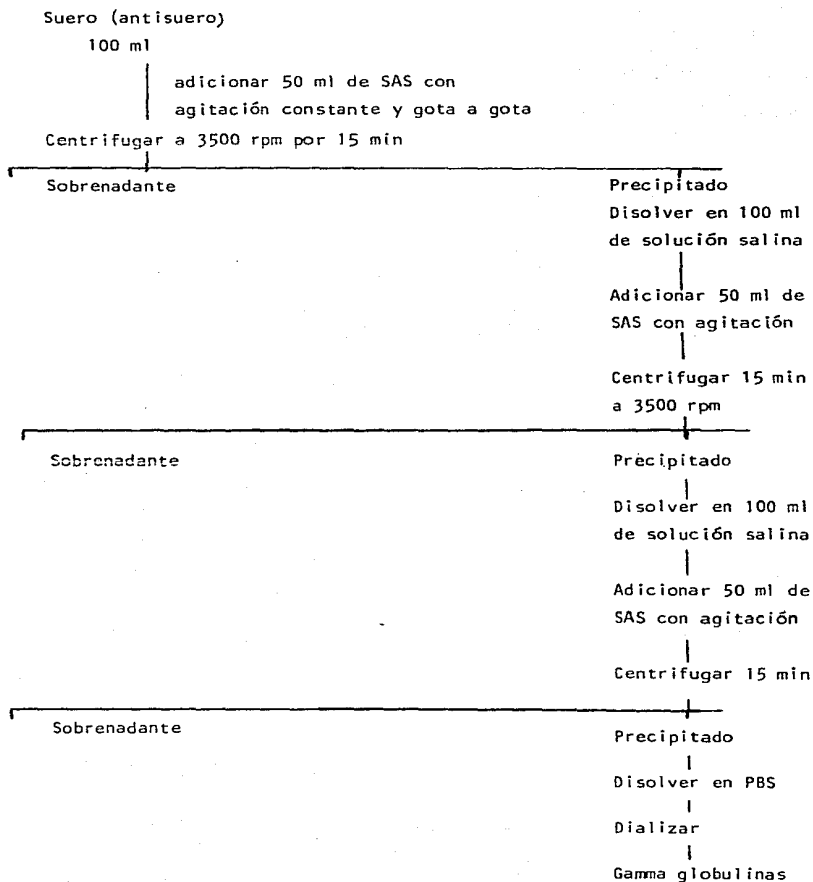 Suero (antisuero)
100 ml
adicionar 50 ml de SAS con
agitación constante y gota a gota
Centrifugar a 3500 rpm por 15 min
Sobrenadante
Precipitado
Disolver en 100 ml
de solución salina
Adicionar 50 ml de
SAS con agitación
Centrifugar 15 min
a 3500 rpm
Sobrenadante
Precipitado
Disolver en 100 ml
de solución salina
Adicionar 50 ml de
SAS con agitación
Centrifugar 15 min
Sobrenadante
Precipitado
Disolver en PBS
Dializar
Gamma globulinas